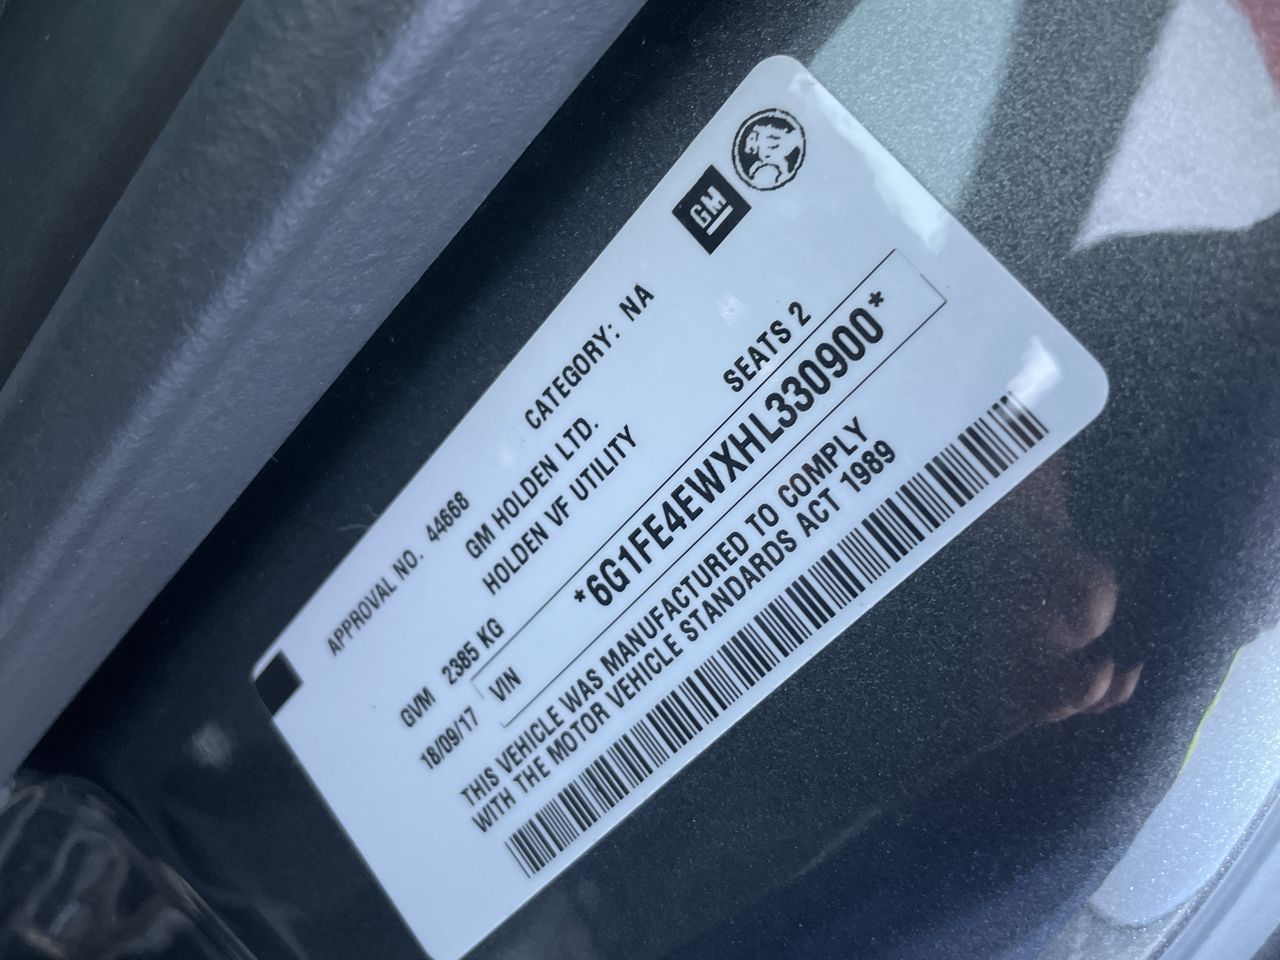 GM
APPROVAL NO. 44668 CATEGORY: NA
GM HOLDEN LTD.
HOLDEN VF UTILITY
GVM 2385 KG SEATS 2
18/09/17 VIN *6G1FE4EWXHL330900*
THIS VEHICLE WAS MANUFACTURED TO COMPLY
WITH THE MOTOR VEHICLE STANDARDS ACT 1989